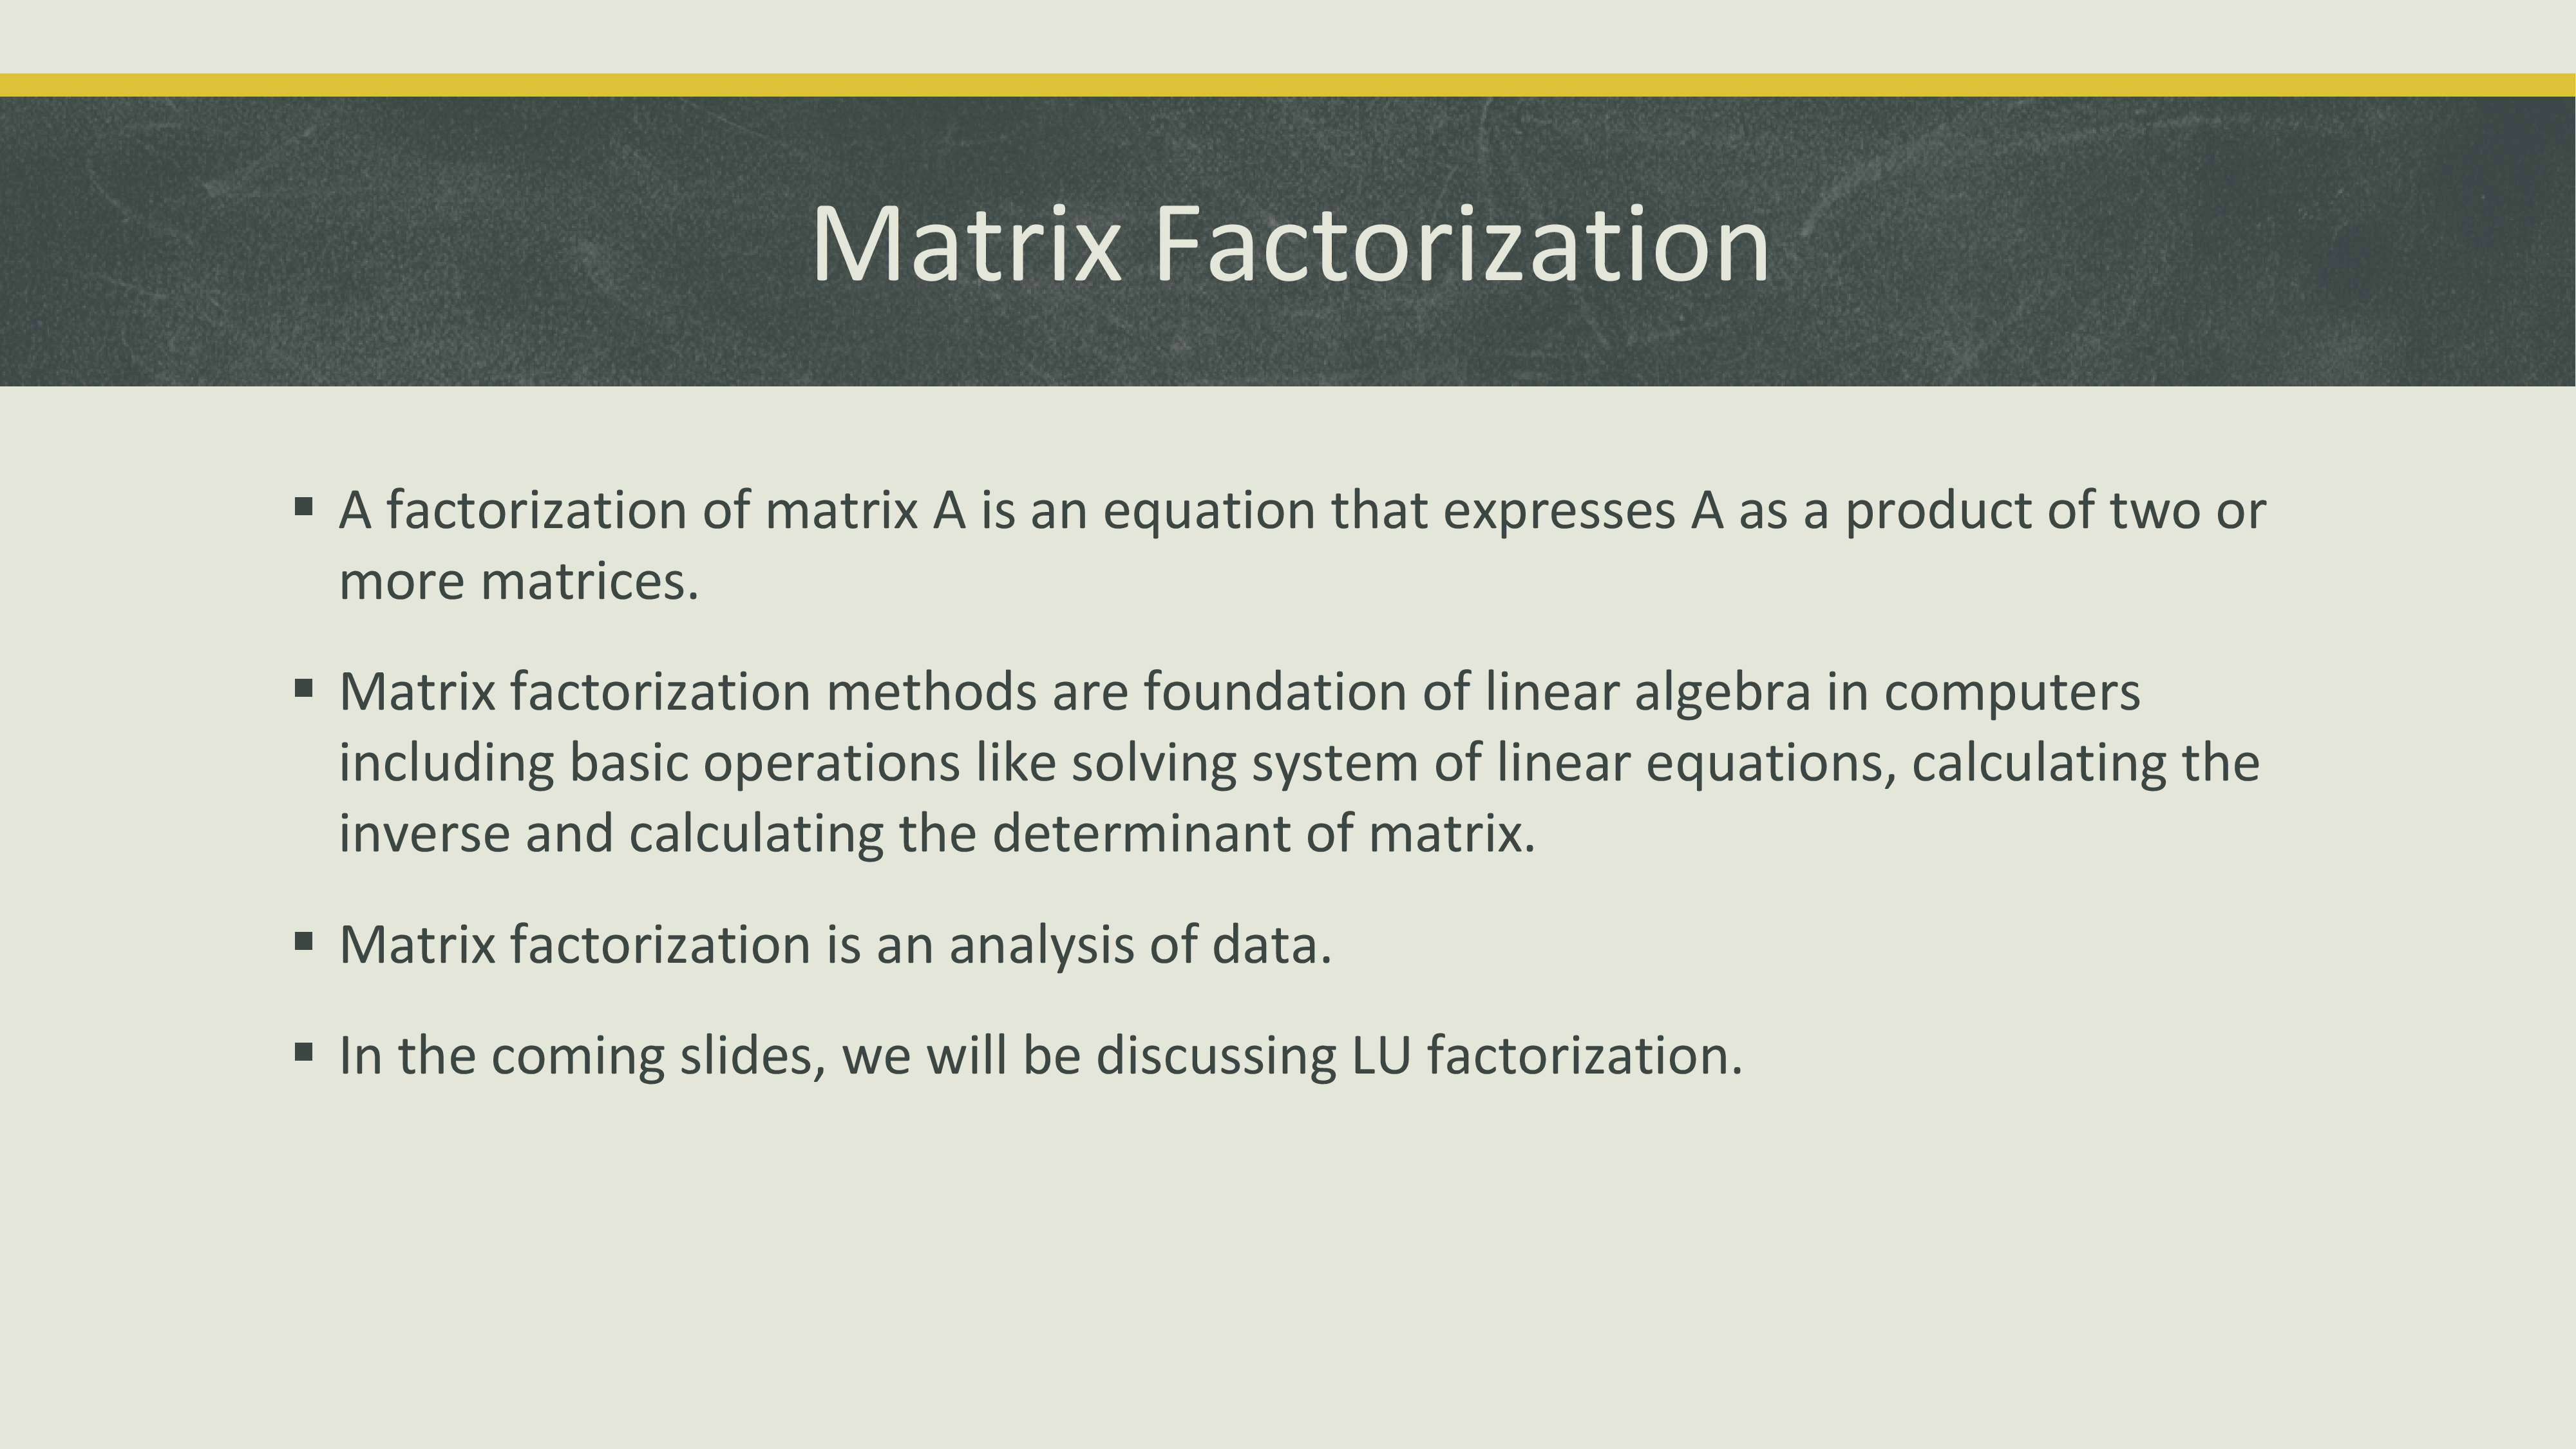 Matrix Factorization
▪ A factorization of matrix A is an equation that expresses A as a product of two or
more matrices.
▪ Matrix factorization methods are foundation of linear algebra in computers
including basic operations like solving system of linear equations, calculating the
inverse and calculating the determinant of matrix.
▪ Matrix factorization is an analysis of data.
▪ In the coming slides, we will be discussing LU factorization.